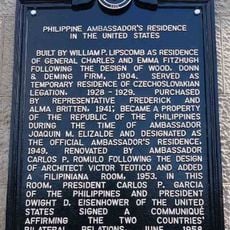 PHILIPPINE AMBASSADOR'S RESIDENCE
IN THE UNITED STATES
BUILT BY WILLIAM P. LIPSCOMB AS RESIDENCE
OF GENERAL CHARLES AND EMMA FITZHUGH
FOLLOWING THE DESIGN OF WOOD, DONN
& DEMING FIRM, 1904. SERVED AS
TEMPORARY RESIDENCE OF CZECHOSLOVAKIAN
LEGATION, 1928 - 1929. PURCHASED
BY REPRESENTATIVE FREDERICK AND
ALMA BRITTEN, 1941; BECAME A PROPERTY
OF THE REPUBLIC OF THE PHILIPPINES
DURING THE TIME OF AMBASSADOR
JOAQUIN M. ELIZALDE AND DESIGNATED AS
THE OFFICIAL AMBASSADOR'S RESIDENCE,
1949. RENOVATED BY AMBASSADOR
CARLOS P. ROMULO FOLLOWING THE DESIGN
OF ARCHITECT VICTOR TEOTICO AND ADDED
A FILIPINIANA ROOM, 1953. IN THIS
ROOM, PRESIDENT CARLOS P. GARCIA
OF THE PHILIPPINES AND PRESIDENT
DWIGHT D. EISENHOWER OF THE UNITED
STATES SIGNED A COMMUNIQUÉ
AFFIRMING THE TWO COUNTRIES'
BILATERAL RELATIONS, JUNE 1958